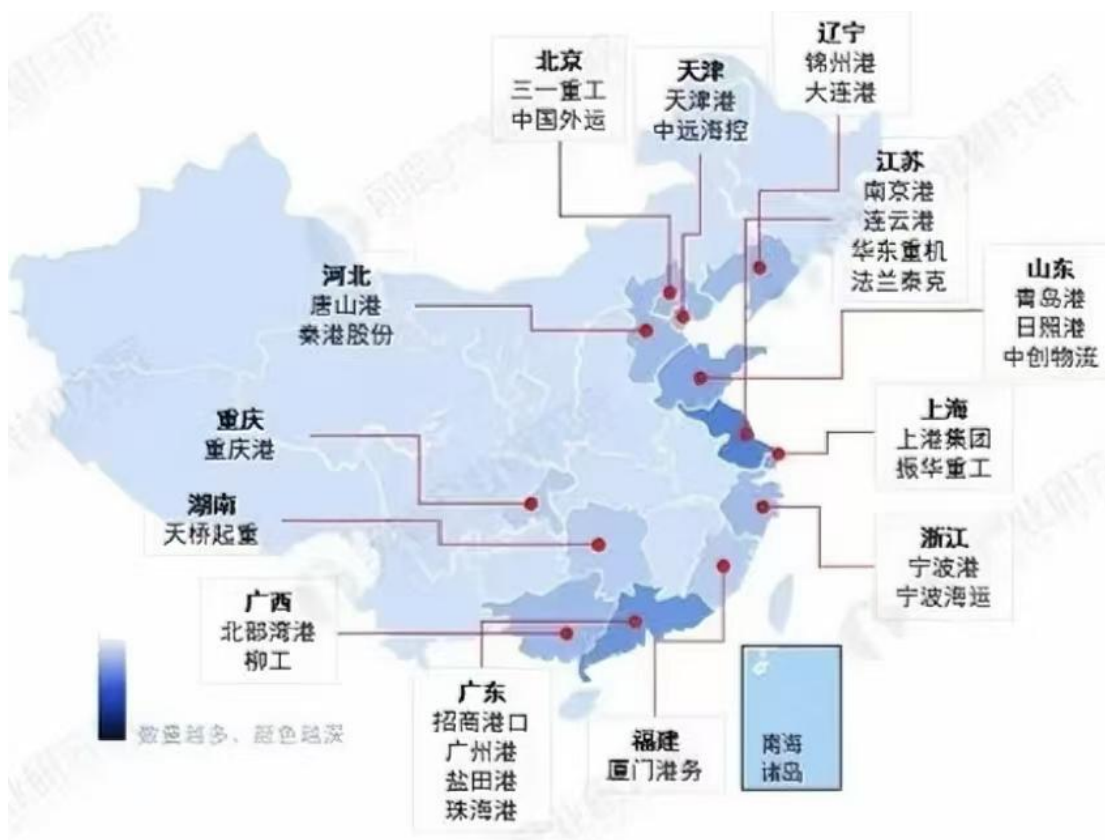 辽宁
锦州港
大连港
北京
三一重工
中国外运
天津
天津港
中远海控
江苏
南京港
连云港
华东重机
法兰泰克
山东
青岛港
日照港
中创物流
河北
唐山港
秦港股份
上海
上港集团
振华重工
重庆
重庆港
湖南
天桥起重
浙江
宁波港
宁波海运
广西
北部湾港
柳工
广东
招商港口
广州港
盐田港
珠海港
福建
厦门港务
南海
诸岛
数量越多、颜色越深